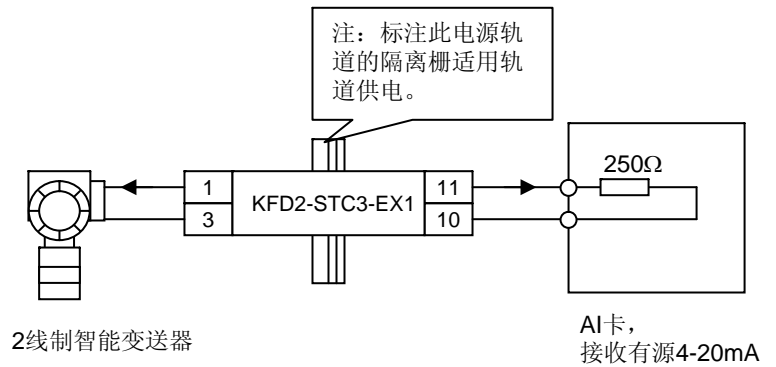 注：标注此电源轨
道的隔离栅适用轨
道供电。
250Ω
1
11
KFD2-STC3-EX1
3
10
2线制智能变送器
AI卡，
接收有源4-20mA